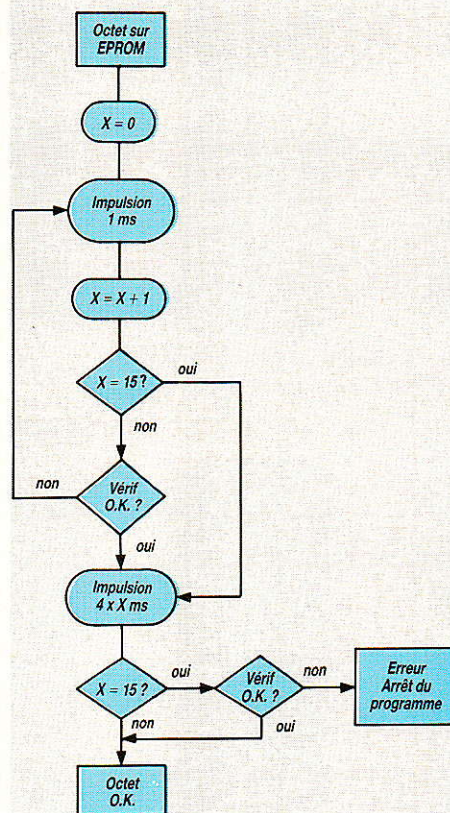 Octet sur
EPROM
X = 0
Impulsion
1 ms
X = X + 1
X = 15 ?
oui
non
Vérif
O.K. ?
non
oui
Impulsion
4 x X ms
X = 15 ?
oui
Vérif
O.K. ?
non
Erreur
Arrêt du
programme
non
oui
Octet
O.K.